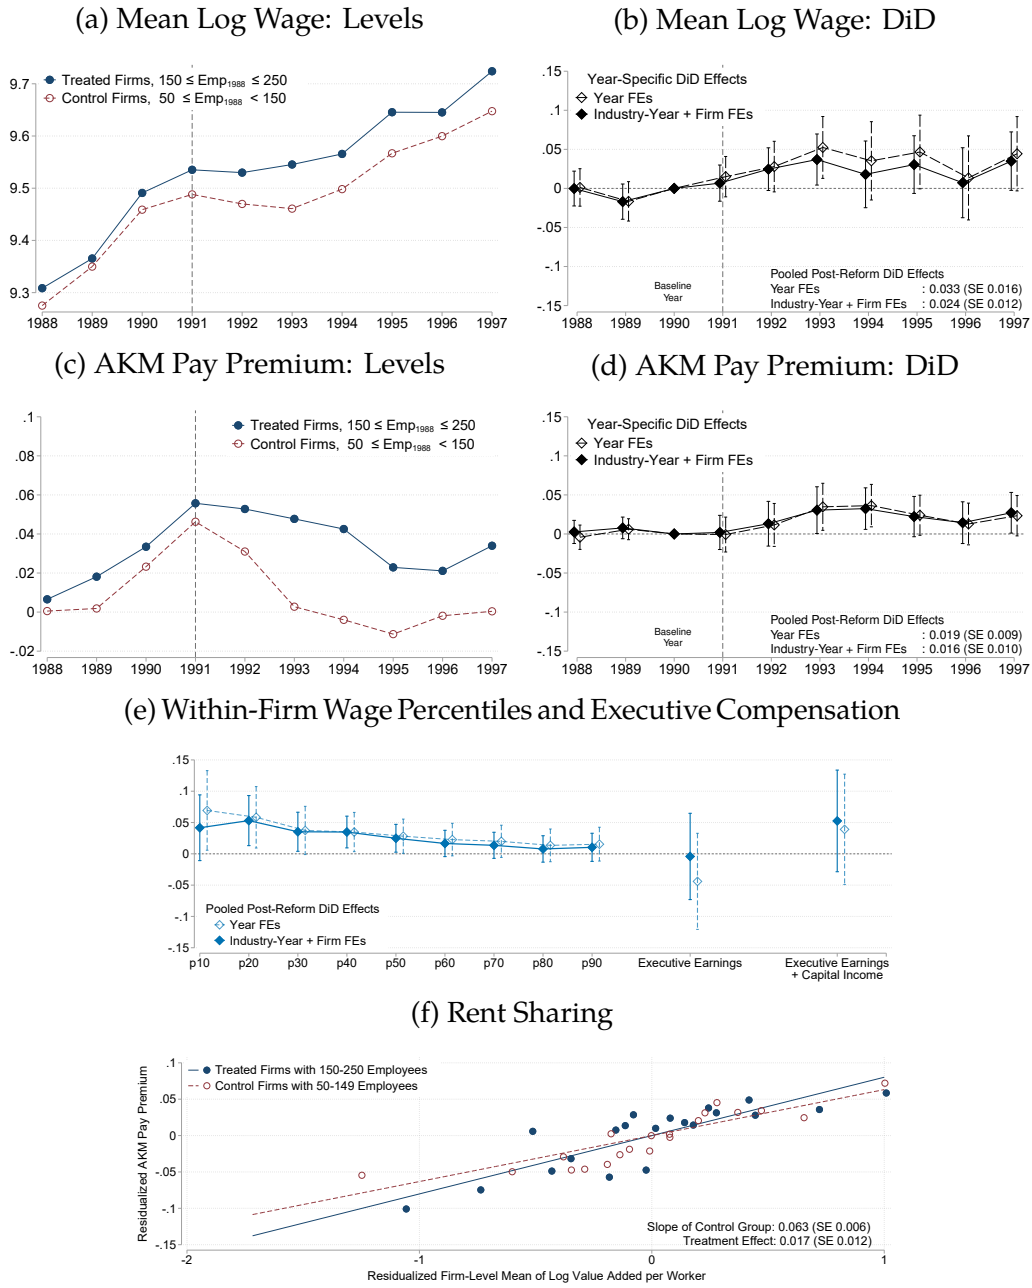 (a) Mean Log Wage: Levels
Treated Firms, 150 ≤ Emp1988 ≤ 250
Control Firms, 50 ≤ Emp1988 < 150
9.7
9.6
9.5
9.4
9.3
1988 1989 1990 1991 1992 1993 1994 1995 1996 1997
(b) Mean Log Wage: DiD
Year-Specific DiD Effects
Year FEs
Industry-Year + Firm FEs
.15
.1
.05
0
-.05
-.1
-.15
Baseline
Year
Pooled Post-Reform DiD Effects
Year FEs : 0.033 (SE 0.016)
Industry-Year + Firm FEs : 0.024 (SE 0.012)
1988 1989 1990 1991 1992 1993 1994 1995 1996 1997
(c) AKM Pay Premium: Levels
Treated Firms, 150 ≤ Emp1988 ≤ 250
Control Firms, 50 ≤ Emp1988 < 150
.1
.08
.06
.04
.02
0
-.02
1988 1989 1990 1991 1992 1993 1994 1995 1996 1997
(d) AKM Pay Premium: DiD
Year-Specific DiD Effects
Year FEs
Industry-Year + Firm FEs
.15
.1
.05
0
-.05
-.1
-.15
Baseline
Year
Pooled Post-Reform DiD Effects
Year FEs : 0.019 (SE 0.009)
Industry-Year + Firm FEs : 0.016 (SE 0.010)
1988 1989 1990 1991 1992 1993 1994 1995 1996 1997
(e) Within-Firm Wage Percentiles and Executive Compensation
.15
.1
.05
0
-.05
-.1
-.15
Pooled Post-Reform DiD Effects
Year FEs
Industry-Year + Firm FEs
p10 p20 p30 p40 p50 p60 p70 p80 p90 Executive Earnings Executive Earnings
+ Capital Income
(f) Rent Sharing
Residualized AKM Pay Premium
.1
.05
0
-.05
-.1
-.15
Treated Firms with 150-250 Employees
Control Firms with 50-149 Employees
Slope of Control Group: 0.063 (SE 0.006)
Treatment Effect: 0.017 (SE 0.012)
-2 -1 0 1
Residualized Firm-Level Mean of Log Value Added per Worker